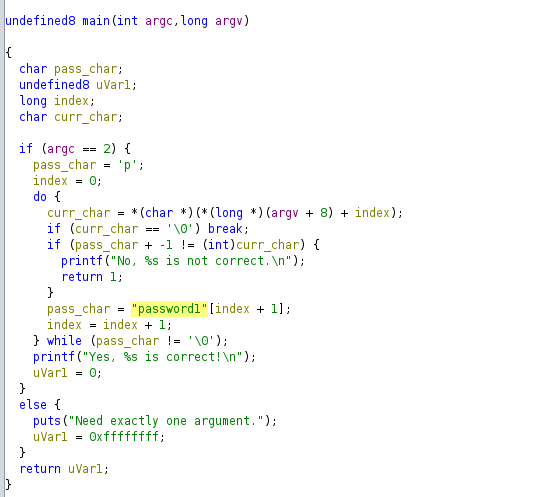 undefined8 main(int argc,long argv)
{
char pass_char;
undefined8 uVar1;
long index;
char curr_char;
if (argc == 2) {
pass_char = 'p';
index = 0;
do {
curr_char = *(char *)(*(long *)(argv + 8) + index);
if (curr_char == '\0') break;
if (pass_char + -1 != (int)curr_char) {
printf("No, %s is not correct.\n");
return 1;
}
pass_char = "password1"[index + 1];
index = index + 1;
} while (pass_char != '\0');
printf("Yes, %s is correct!\n");
uVar1 = 0;
}
else {
puts("Need exactly one argument.");
uVar1 = 0xffffffff;
}
return uVar1;
}